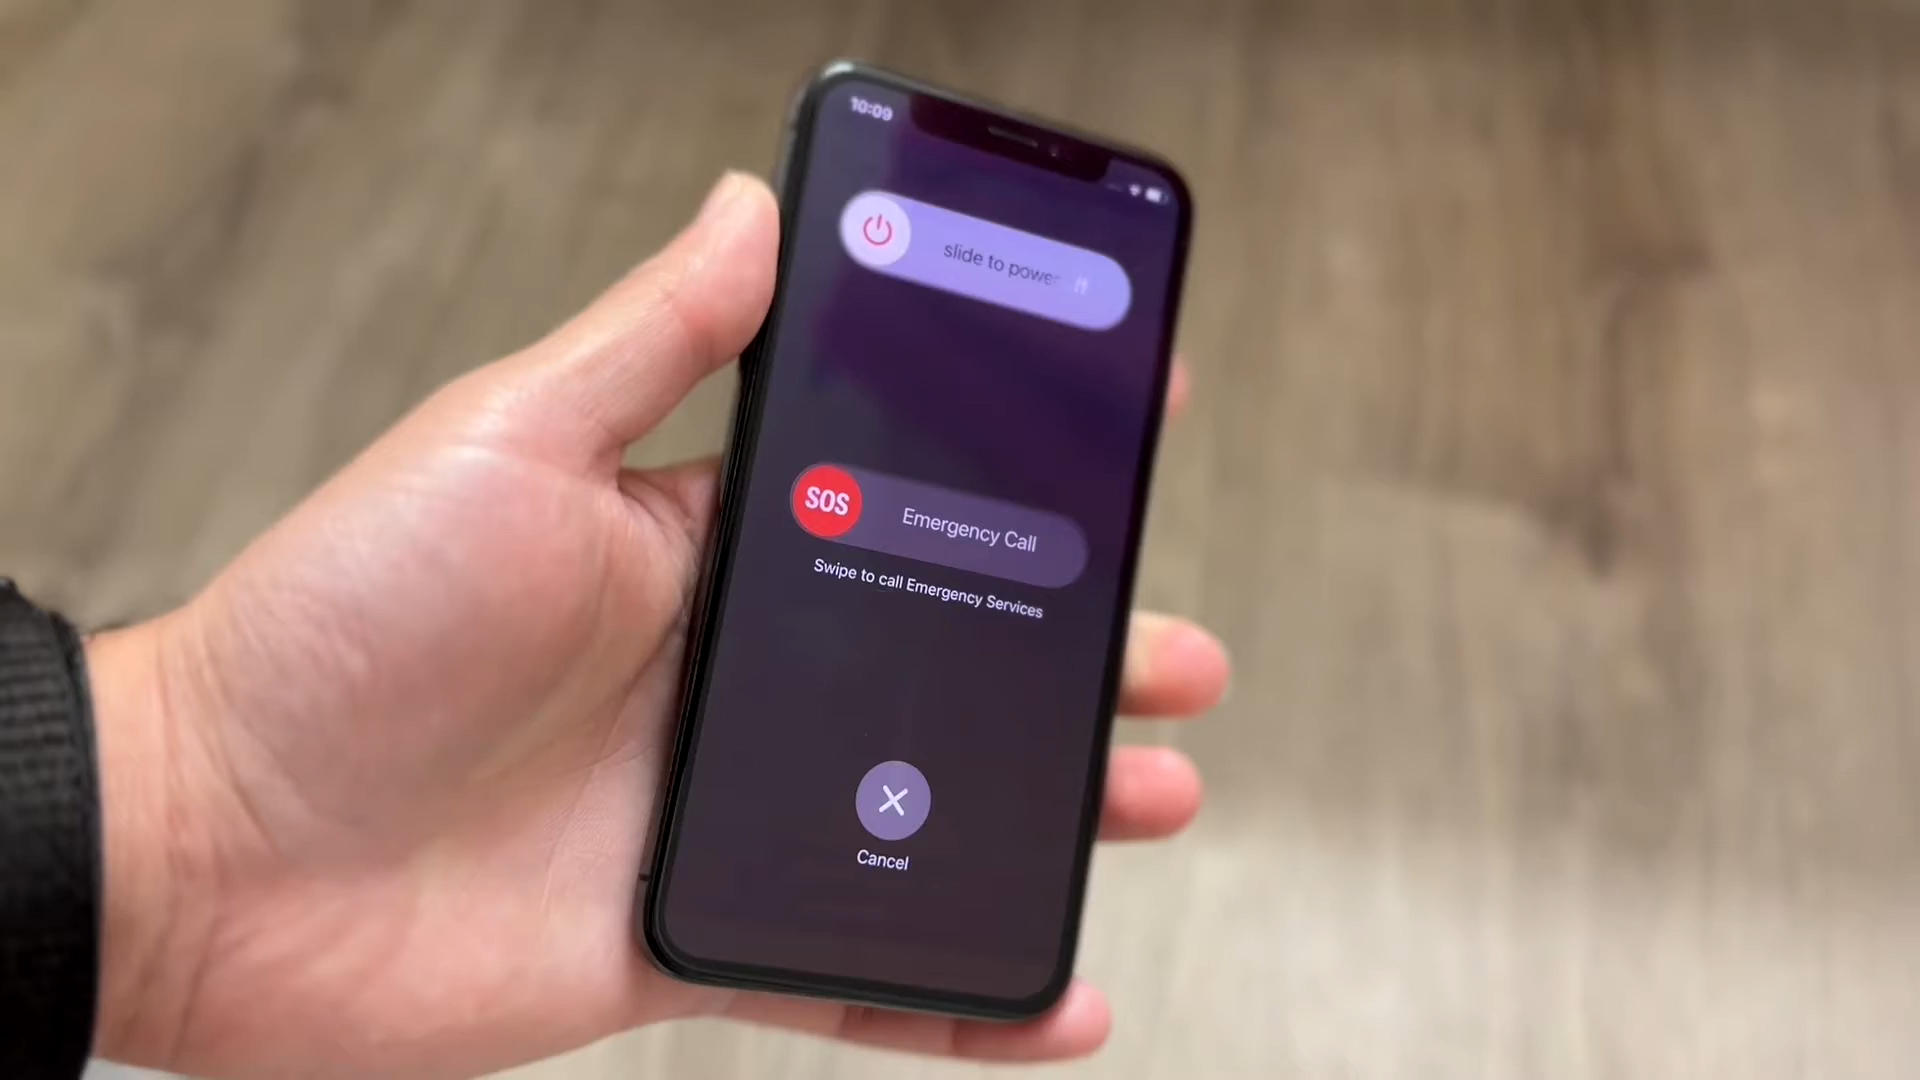 10:09
slide to power
SOS
Emergency Call
Swipe to call Emergency Services
Cancel